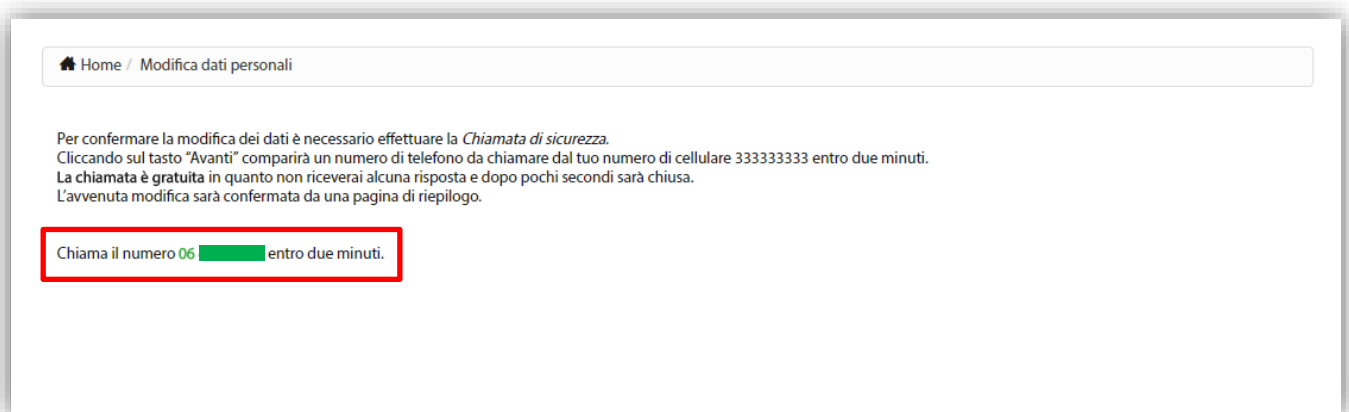 Home / Modifica dati personali
Per confermare la modifica dei dati è necessario effettuare la Chiamata di sicurezza.
Cliccando sul tasto “Avanti” comparirà un numero di telefono da chiamare dal tuo numero di cellulare 333333333 entro due minuti.
La chiamata è gratuita in quanto non riceverai alcuna risposta e dopo pochi secondi sarà chiusa.
L’avvenuta modifica sarà confermata da una pagina di riepilogo.
Chiama il numero 06 entro due minuti.